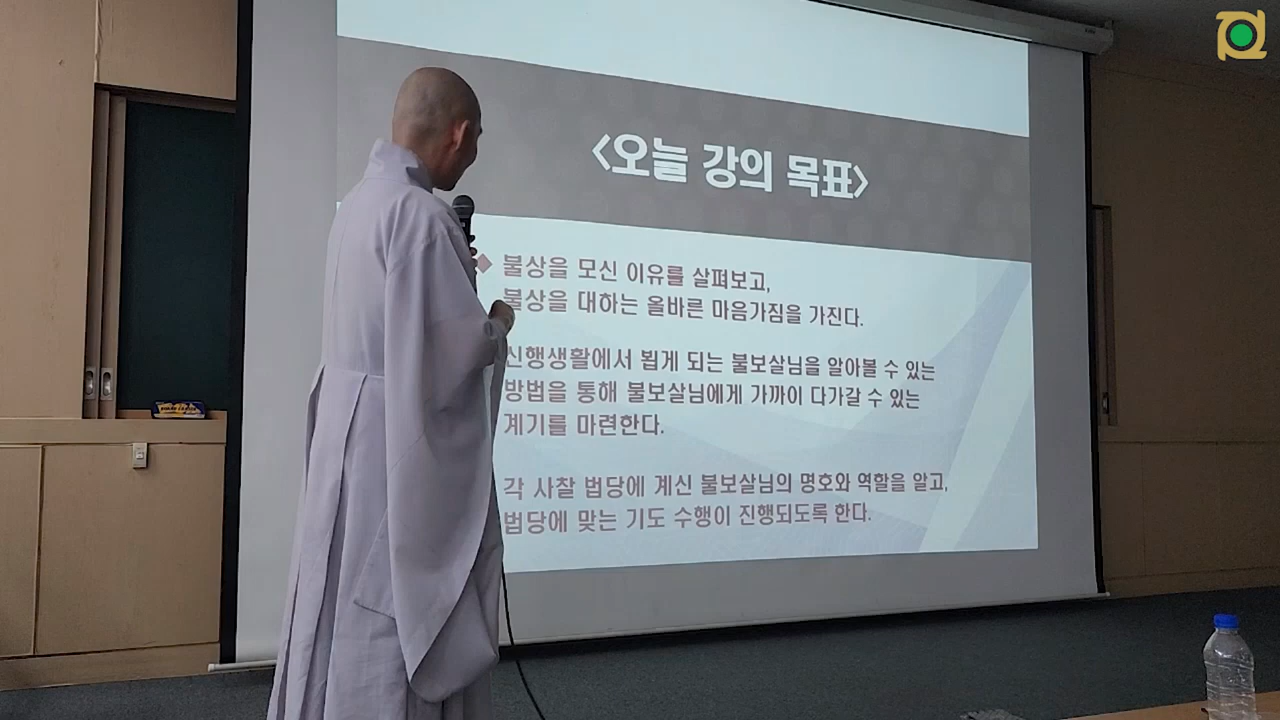 <오늘 강의 목표>
불상을 모신 이유를 살펴보고,
불상을 대하는 올바른 마음가짐을 가진다.
신행생활에서 뵙게 되는 불보살님을 알아볼 수 있는
방법을 통해 불보살님에게 가까이 다가갈 수 있는
계기를 마련한다.
각 사찰 법당에 계신 불보살님의 명호와 역할을 알고,
법당에 맞는 기도 수행이 진행되도록 한다.